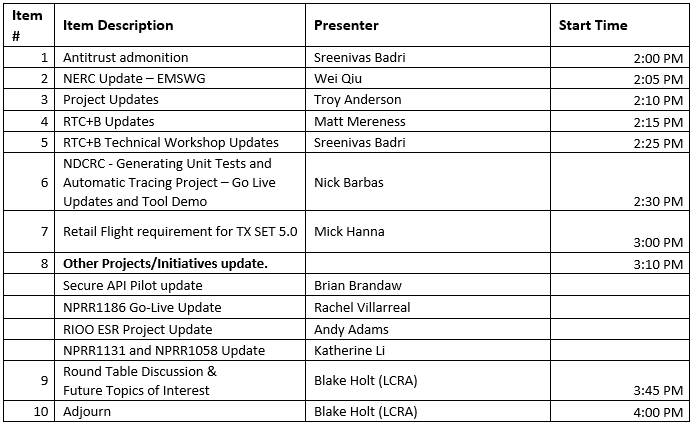 Item # Item Description Presenter Start Time
1 Antitrust admonition Sreenivas Badri 2:00 PM
2 NERC Update – EMSWG Wei Qiu 2:05 PM
3 Project Updates Troy Anderson 2:10 PM
4 RTC+B Updates Matt Mereness 2:15 PM
5 RTC+B Technical Workshop Updates Sreenivas Badri 2:25 PM
6 NDCRC - Generating Unit Tests and
Automatic Tracing Project – Go Live
Updates and Tool Demo Nick Barbas 2:30 PM
7 Retail Flight requirement for TX SET 5.0 Mick Hanna 3:00 PM
8 Other Projects/Initiatives update. 3:10 PM
Secure API Pilot update Brian Brandaw
NPRR1186 Go-Live Update Rachel Villarreal
RIOO ESR Project Update Andy Adams
NPRR1131 and NPRR1058 Update Katherine Li
9 Round Table Discussion &
Future Topics of Interest Blake Holt (LCRA) 3:45 PM
10 Adjourn Blake Holt (LCRA) 4:00 PM